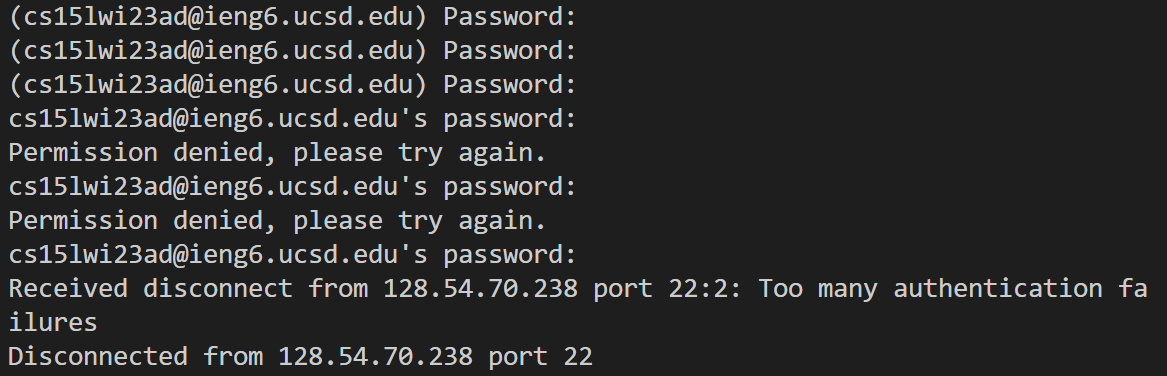 (cs15lwi23ad@ieng6.ucsd.edu) Password:
(cs15lwi23ad@ieng6.ucsd.edu) Password:
(cs15lwi23ad@ieng6.ucsd.edu) Password:
cs15lwi23ad@ieng6.ucsd.edu's password:
Permission denied, please try again.
cs15lwi23ad@ieng6.ucsd.edu's password:
Permission denied, please try again.
cs15lwi23ad@ieng6.ucsd.edu's password:
Received disconnect from 128.54.70.238 port 22:2: Too many authentication fa
ilures
Disconnected from 128.54.70.238 port 22